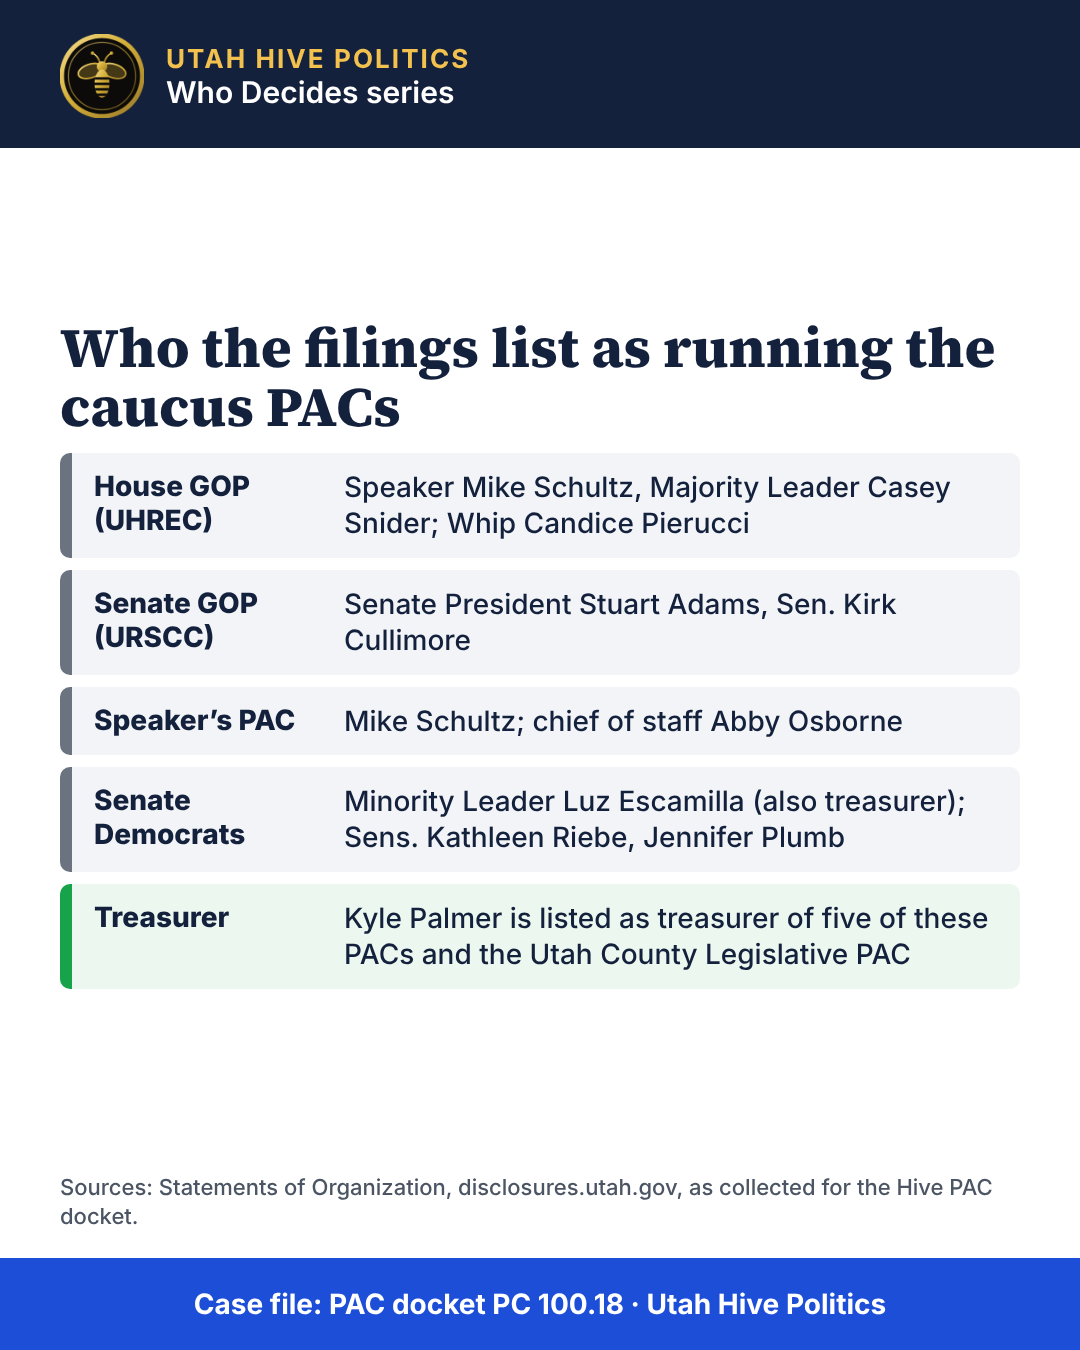 UTAH HIVE POLITICS
Who Decides series
Who the filings list as running the
caucus PACs
House GOP
(UHREC)
Speaker Mike Schultz, Majority Leader Casey
Snider; Whip Candice Pierucci
Senate GOP
(URSCC)
Senate President Stuart Adams, Sen. Kirk
Cullimore
Speaker’s PAC
Mike Schultz; chief of staff Abby Osborne
Senate
Democrats
Minority Leader Luz Escamilla (also treasurer);
Sens. Kathleen Riebe, Jennifer Plumb
Treasurer
Kyle Palmer is listed as treasurer of five of these
PACs and the Utah County Legislative PAC
Sources: Statements of Organization, disclosures.utah.gov, as collected for the Hive PAC
docket.
Case file: PAC docket PC 100.18 · Utah Hive Politics